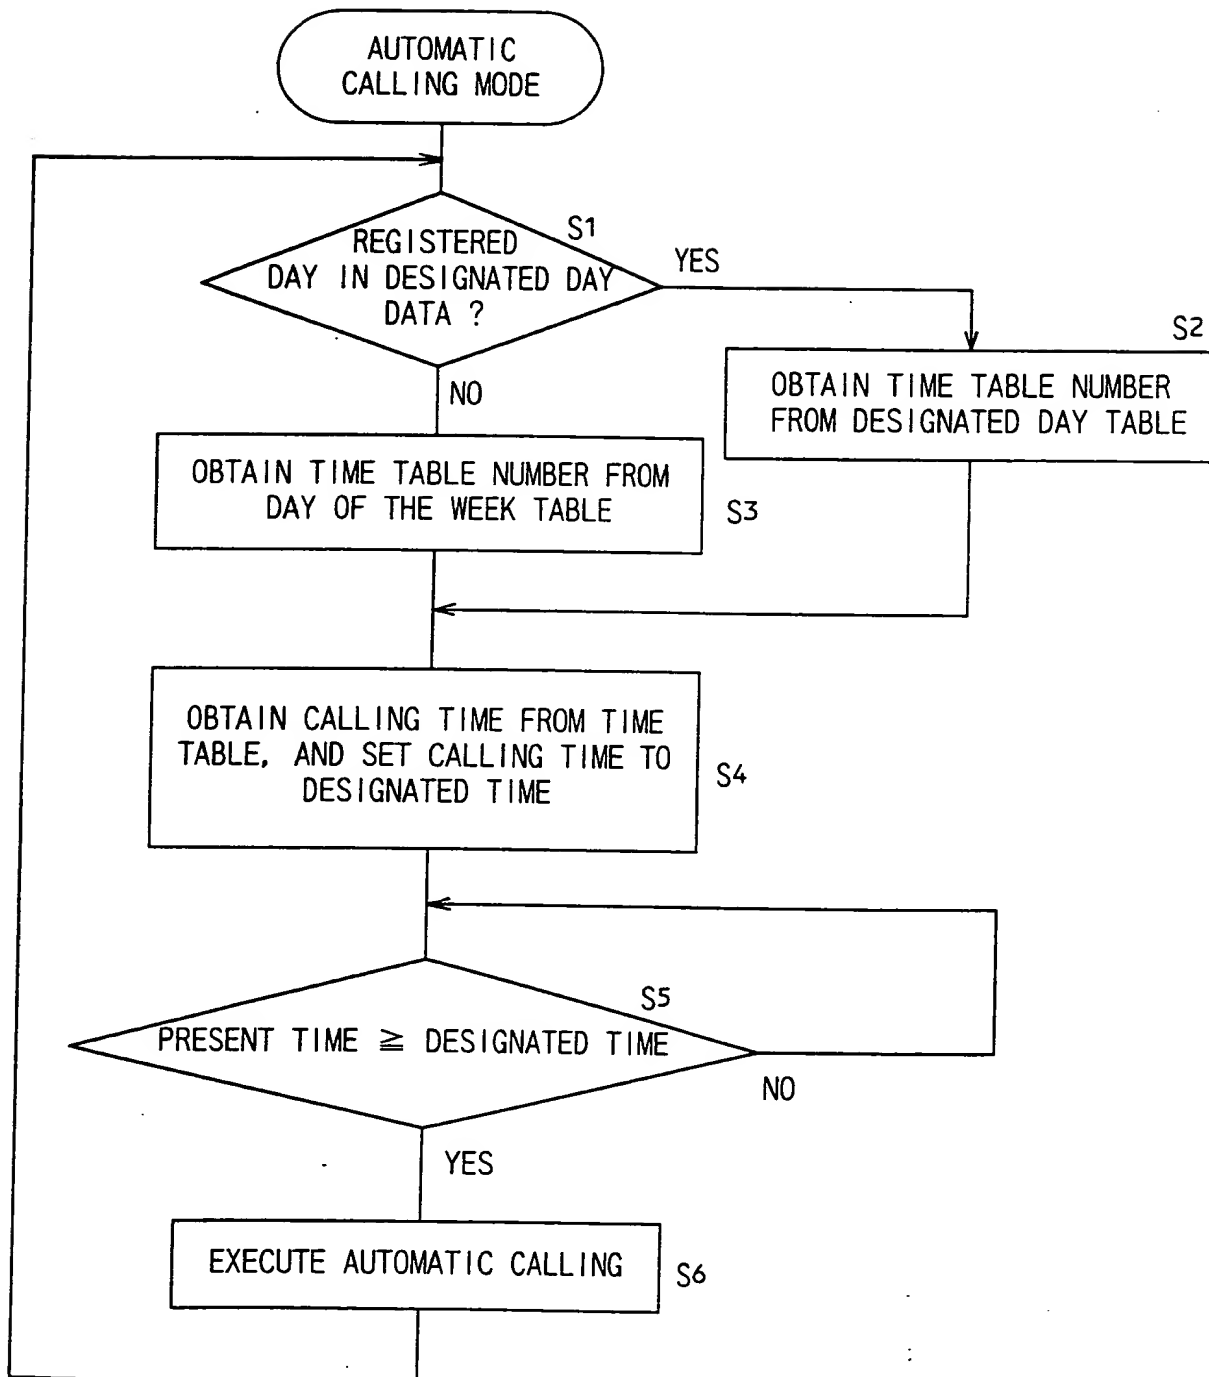 AUTOMATIC
CALLING MODE
S1
REGISTERED
DAY IN DESIGNATED DAY
DATA ?
YES
NO
S2
OBTAIN TIME TABLE NUMBER
FROM DESIGNATED DAY TABLE
OBTAIN TIME TABLE NUMBER FROM
DAY OF THE WEEK TABLE
S3
OBTAIN CALLING TIME FROM TIME
TABLE, AND SET CALLING TIME TO
DESIGNATED TIME
S4
S5
PRESENT TIME ≧ DESIGNATED TIME
NO
YES
EXECUTE AUTOMATIC CALLING
S6